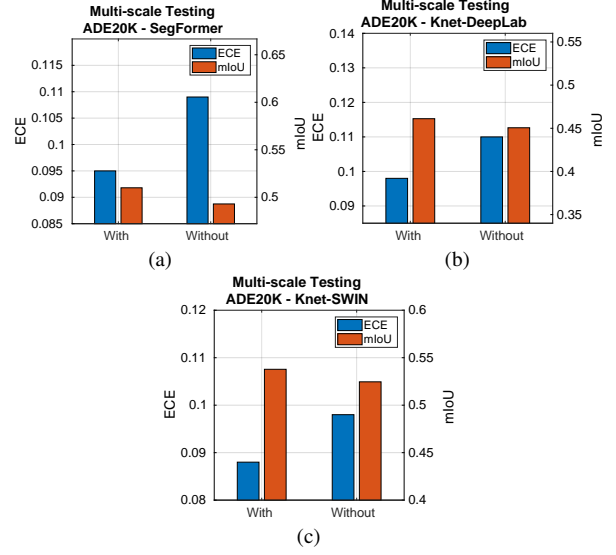 Multi-scale Testing
ADE20K - SegFormer
ECE
mIoU
0.115
0.11
0.105
0.1
0.095
0.09
0.085
ECE
0.65
0.6
0.55
0.5
mIoU
With
Without
(a)
Multi-scale Testing
ADE20K - Knet-DeepLab
ECE
mIoU
0.14
0.13
0.12
0.11
0.1
0.09
ECE
0.55
0.5
0.45
0.4
0.35
mIoU
With
Without
(b)
Multi-scale Testing
ADE20K - Knet-SWIN
ECE
mIoU
0.12
0.11
0.1
0.09
0.08
ECE
0.6
0.55
0.5
0.45
0.4
mIoU
With
Without
(c)